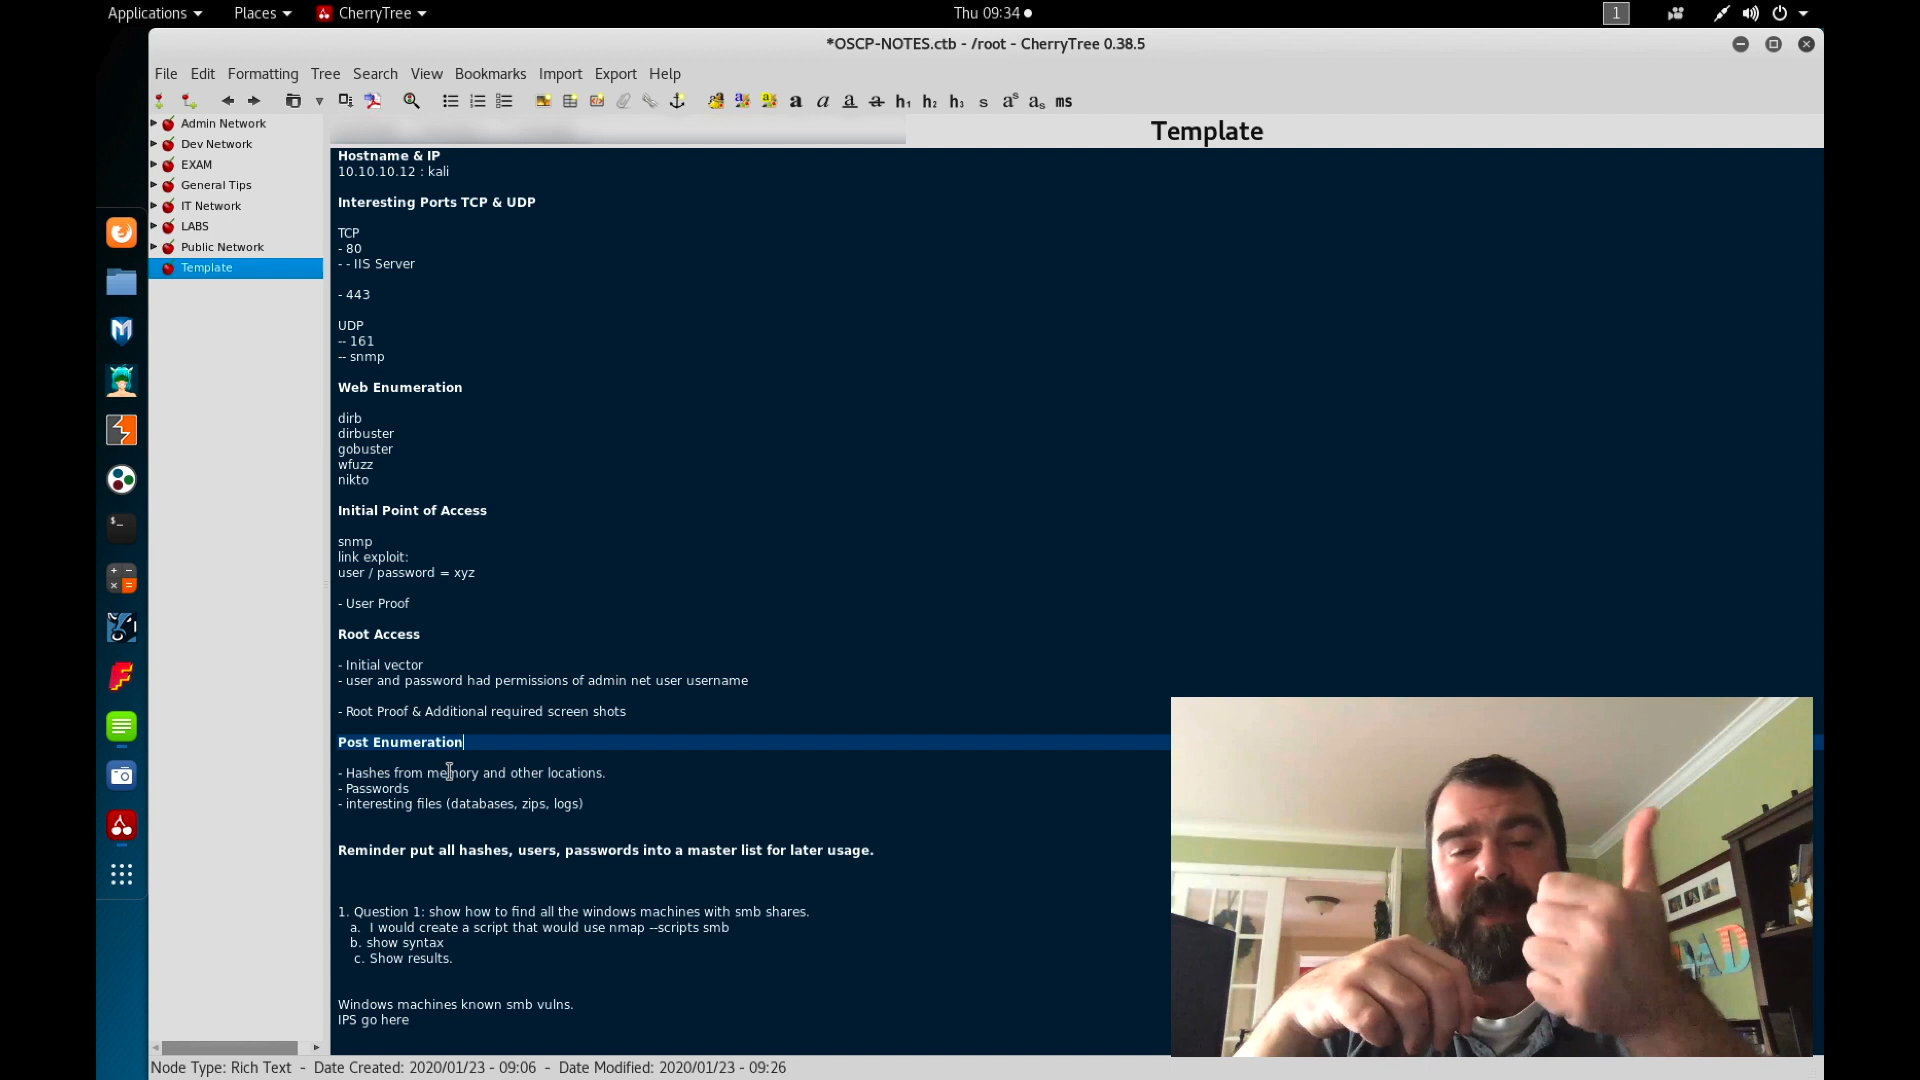 Applications Places CherryTree Thu 09:34 1
*OSCP-NOTES.ctb - /root - CherryTree 0.38.5
File Edit Formatting Tree Search View Bookmarks Import Export Help
a a a a h1 h2 h3 s a^s a_s ms
Admin Network
Dev Network
EXAM
General Tips
IT Network
LABS
Public Network
Template
Template
Hostname & IP
10.10.10.12 : kali
Interesting Ports TCP & UDP
TCP
- 80
- - IIS Server
- 443
UDP
-- 161
-- snmp
Web Enumeration
dirb
dirbuster
gobuster
wfuzz
nikto
Initial Point of Access
snmp
link exploit:
user / password = xyz
- User Proof
Root Access
- Initial vector
- user and password had permissions of admin net user username
- Root Proof & Additional required screen shots
Post Enumeration
- Hashes from memory and other locations.
- Passwords
- interesting files (databases, zips, logs)
Reminder put all hashes, users, passwords into a master list for later usage.
1. Question 1: show how to find all the windows machines with smb shares.
a. I would create a script that would use nmap --scripts smb
b. show syntax
c. Show results.
Windows machines known smb vulns.
IPS go here
DAD
Node Type: Rich Text - Date Created: 2020/01/23 - 09:06 - Date Modified: 2020/01/23 - 09:26